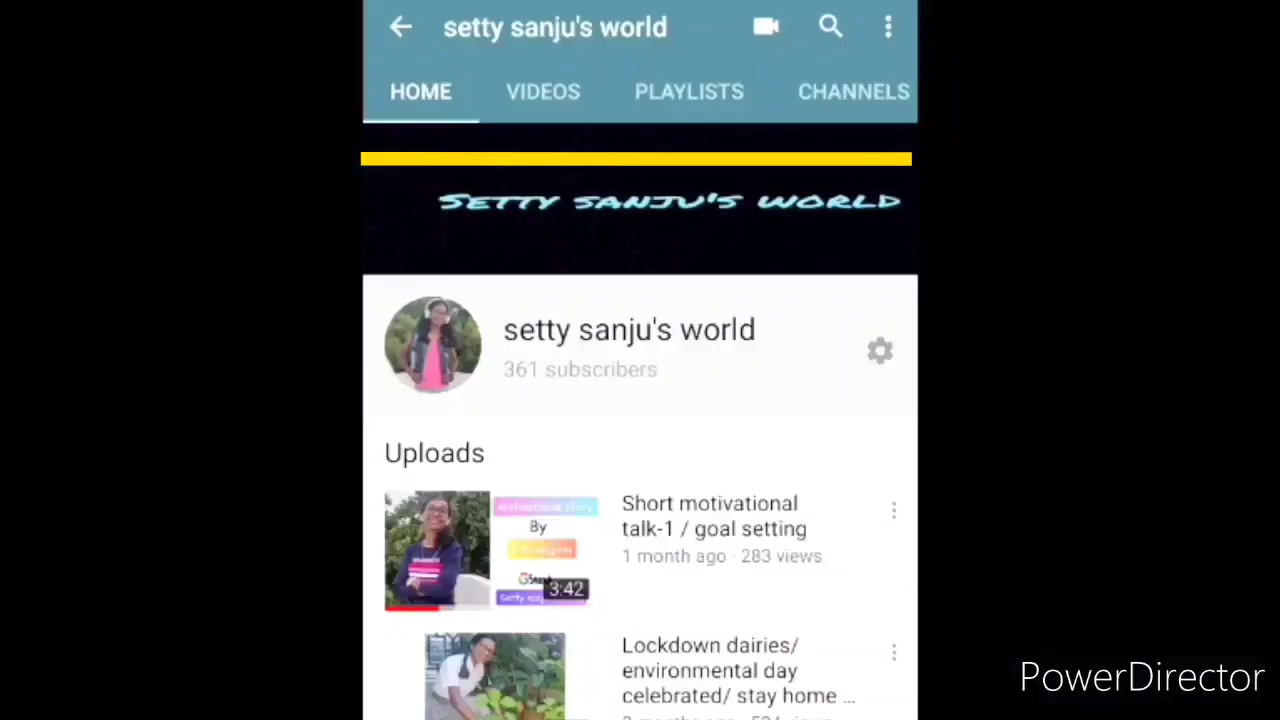 setty sanju's world
HOME VIDEOS PLAYLISTS CHANNELS
Setty sanju's world
setty sanju's world
361 subscribers
Uploads
Motivational story
By
3:42
Short motivational
talk-1 / goal setting
1 month ago · 283 views
Lockdown dairies/
environmental day
celebrated/ stay home ...
PowerDirector